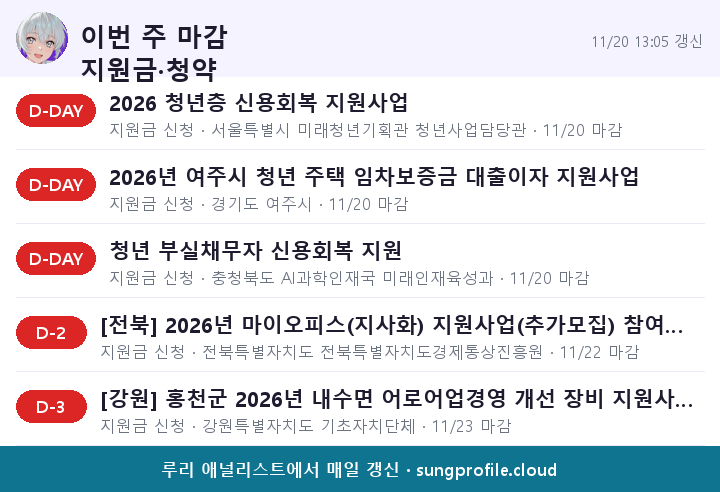 이번 주 마감
지원금·청약
11/20 13:05 갱신
D-DAY
2026 청년층 신용회복 지원사업
지원금 신청 · 서울특별시 미래청년기획관 청년사업담당관 · 11/20 마감
D-DAY
2026년 여주시 청년 주택 임차보증금 대출이자 지원사업
지원금 신청 · 경기도 여주시 · 11/20 마감
D-DAY
청년 부실채무자 신용회복 지원
지원금 신청 · 충청북도 AI과학인재국 미래인재육성과 · 11/20 마감
D-2
[전북] 2026년 마이오피스(지사화) 지원사업(추가모집) 참여...
지원금 신청 · 전북특별자치도 전북특별자치도경제통상진흥원 · 11/22 마감
D-3
[강원] 홍천군 2026년 내수면 어로어업경영 개선 장비 지원사...
지원금 신청 · 강원특별자치도 기초자치단체 · 11/23 마감
루리 애널리스트에서 매일 갱신 · sungprofile.cloud